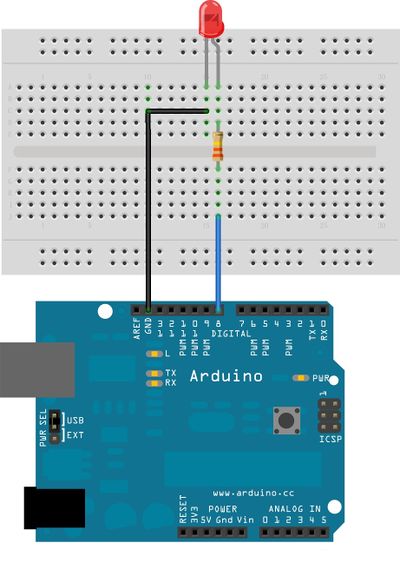 1 5 10 15 20 25 30
1 5 10 15 20 25 30
AREF
GND
13
12
PWM 11
PWM 10
PWM 9
8
DIGITAL
7
PWM 6
PWM 5
4
PWM 3
2
TX 1
RX 0
L
TX
RX
Arduino
PWR
1
ICSP
PWR SEL
USB
EXT
www.arduino.cc
POWER ANALOG IN
RESET
3V3
5V Gnd Vin 0 1 2 3 4 5